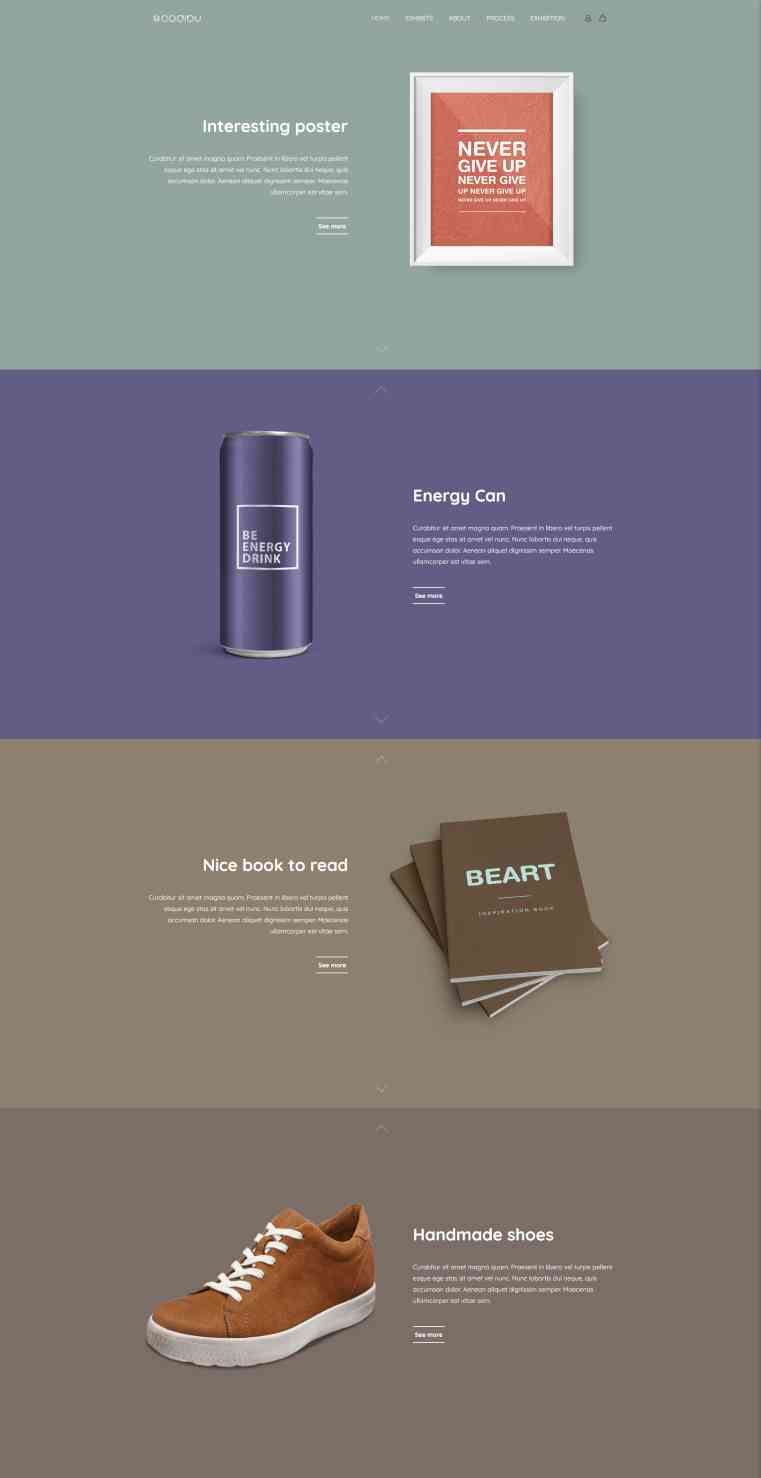 HOME EXHIBITS ABOUT PROCESS EXHIBITION
Interesting poster
Curabitur sit amet magna quam. Praesent in libero vel turpis pellent
esque ege stas sit amet vel nunc. Nunc lobortis dui neque, quis
accumsan dolor. Aenean aliquet dignissim semper. Maecenas
ullamcorper est vitae sem.
See more
NEVER
GIVE UP
NEVER GIVE
UP NEVER GIVE UP
NEVER GIVE UP NEVER GIVE UP
BE
ENERGY
DRINK
Energy Can
Curabitur sit amet magna quam. Praesent in libero vel turpis pellent
esque ege stas sit amet vel nunc. Nunc lobortis dui neque, quis
accumsan dolor. Aenean aliquet dignissim semper. Maecenas
ullamcorper est vitae sem.
See more
Nice book to read
Curabitur sit amet magna quam. Praesent in libero vel turpis pellent
esque ege stas sit amet vel nunc. Nunc lobortis dui neque, quis
accumsan dolor. Aenean aliquet dignissim semper. Maecenas
ullamcorper est vitae sem.
See more
BEART
INSPIRATION BOOK
Handmade shoes
Curabitur sit amet magna quam. Praesent in libero vel turpis pellent
esque ege stas sit amet vel nunc. Nunc lobortis dui neque, quis
accumsan dolor. Aenean aliquet dignissim semper. Maecenas
ullamcorper est vitae sem.
See more